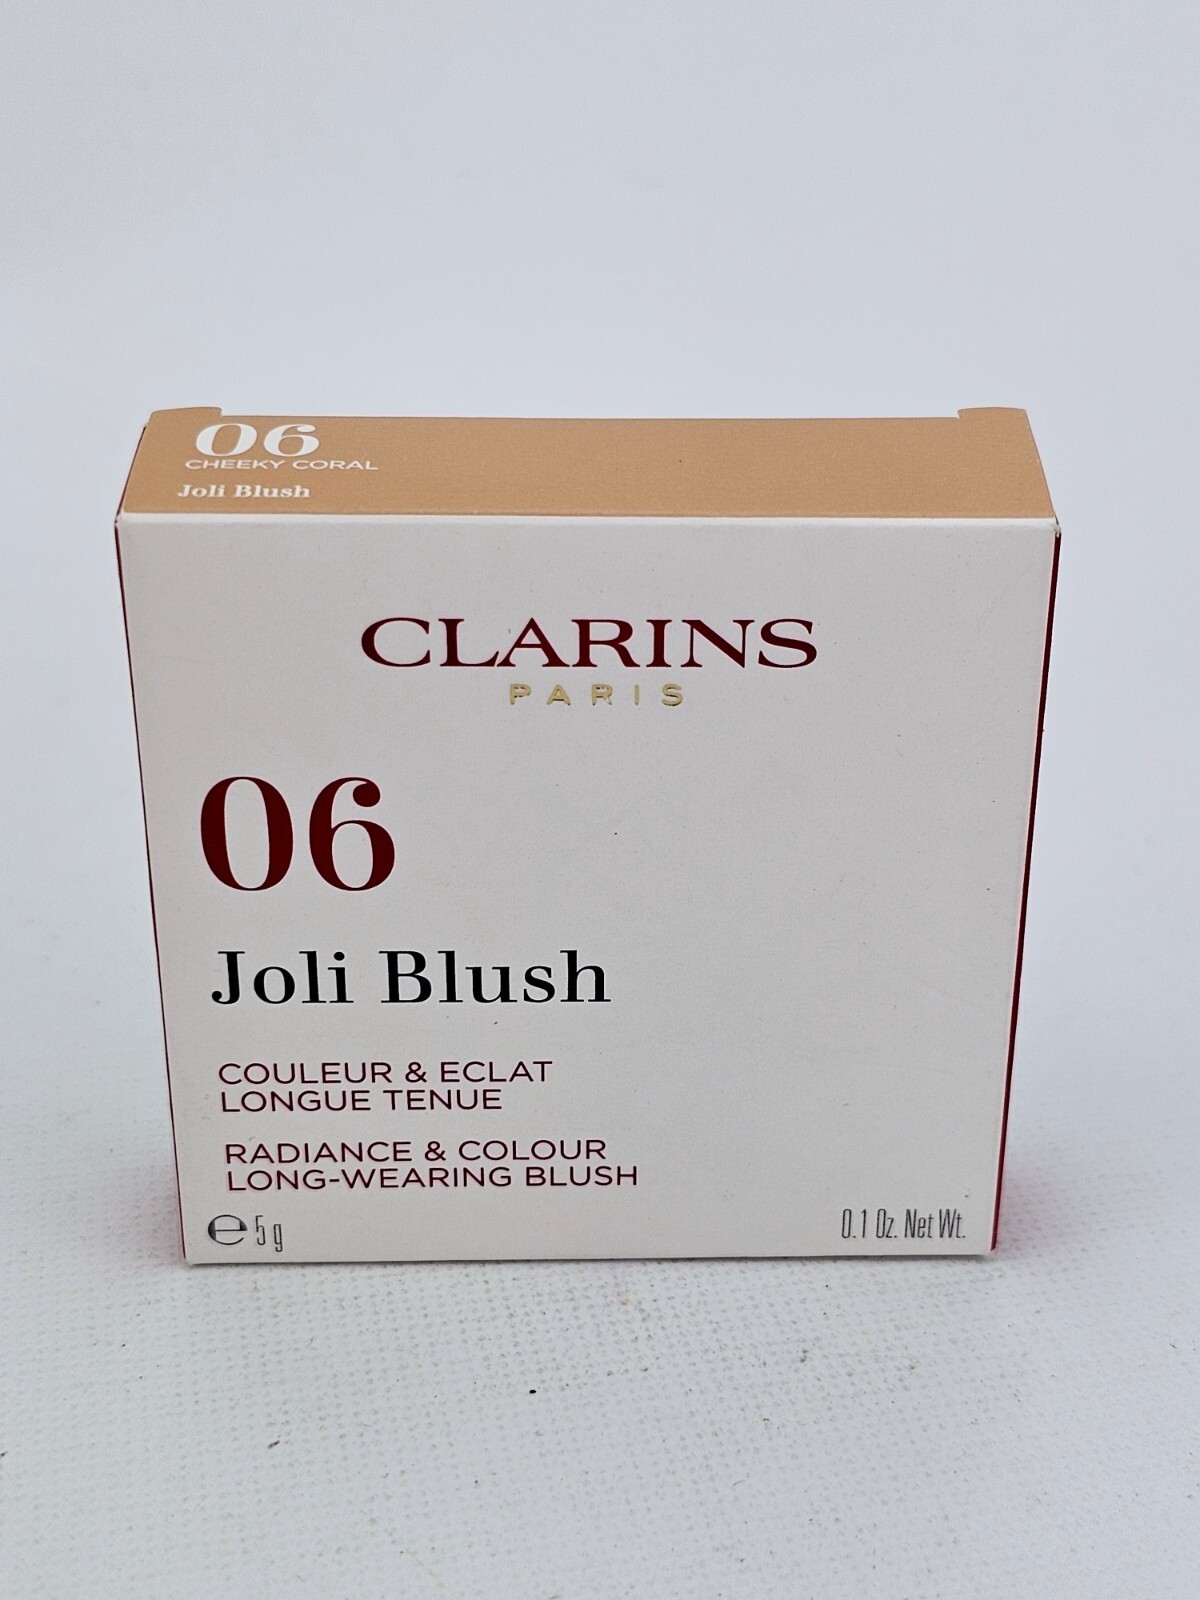 06
CHEEKY CORAL
Joli Blush
CLARINS
PARIS
06
Joli Blush
COULEUR & ECLAT
LONGUE TENUE
RADIANCE & COLOUR
LONG-WEARING BLUSH
℮ 5 g
0.1 Oz. Net Wt.